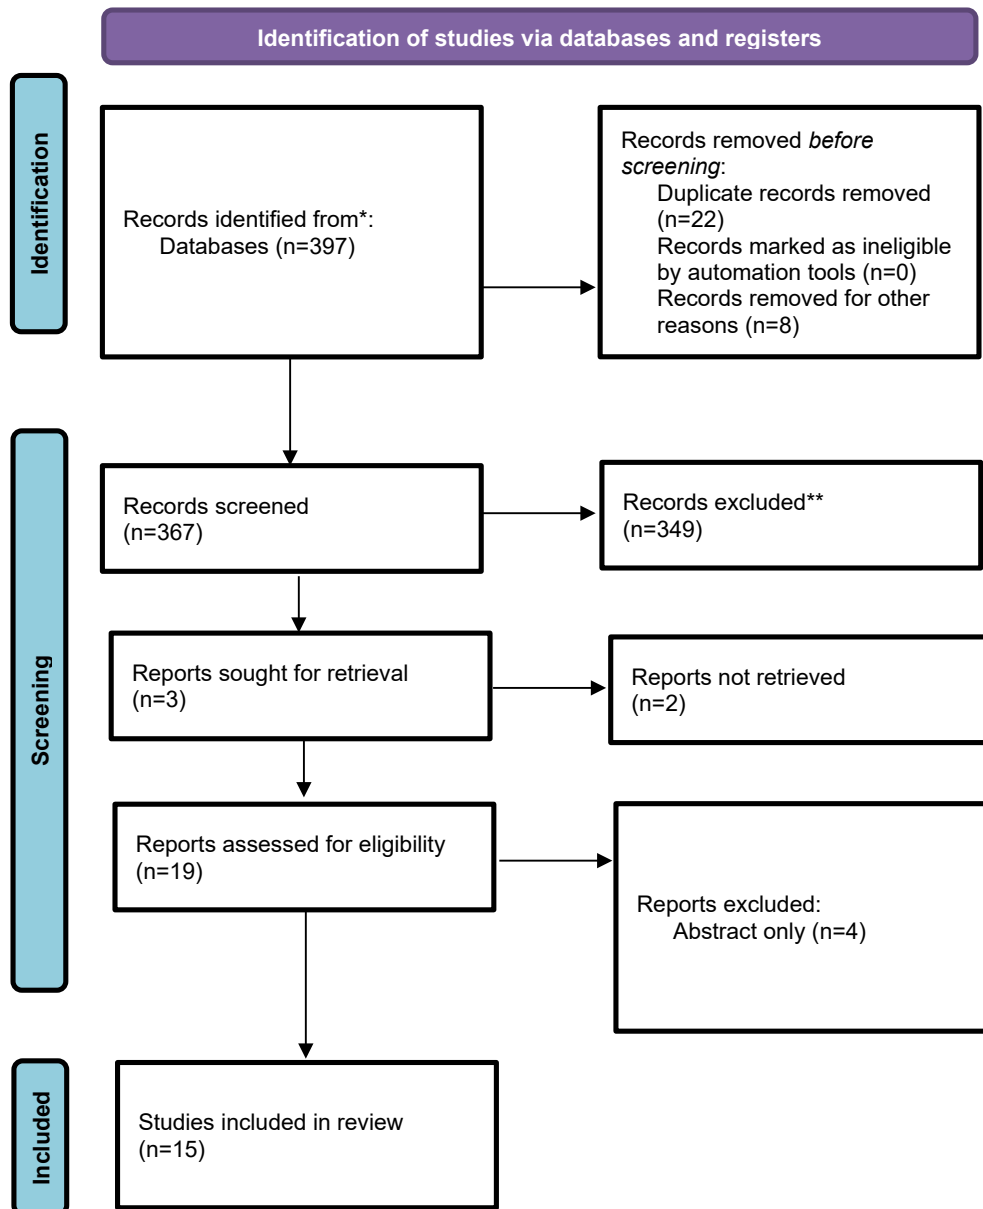 Identification of studies via databases and registers
Identification
Records identified from*:
Databases (n=397)
Records removed before
screening:
Duplicate records removed
(n=22)
Records marked as ineligible
by automation tools (n=0)
Records removed for other
reasons (n=8)
Screening
Records screened
(n=367)
Records excluded**
(n=349)
Reports sought for retrieval
(n=3)
Reports not retrieved
(n=2)
Reports assessed for eligibility
(n=19)
Reports excluded:
Abstract only (n=4)
Included
Studies included in review
(n=15)